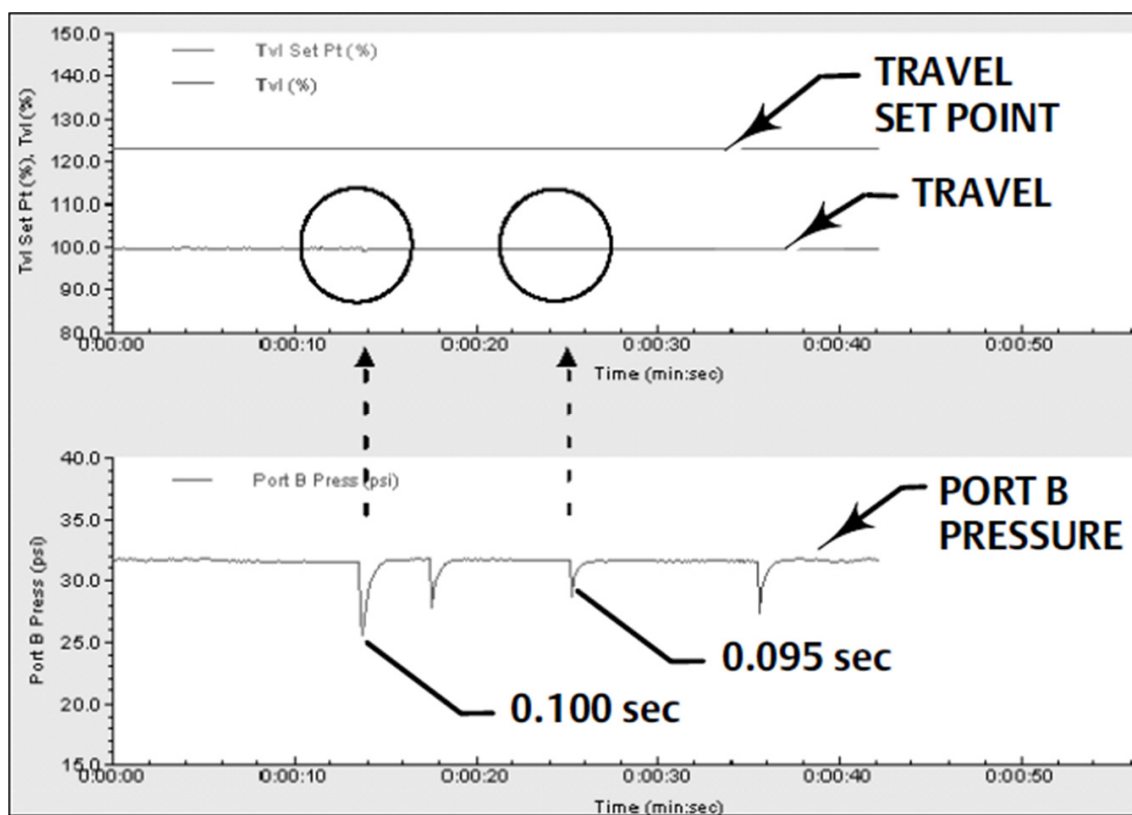 150.0
140.0
130.0
120.0
110.0
100.0
90.0
80.0
Tvl Set Pt (%), Tvl (%)
Tvl Set Pt (%)
Tvl (%)
TRAVEL
SET POINT
TRAVEL
0:00:00 0:00:10 0:00:20 0:00:30 0:00:40 0:00:50
Time (min:sec)
40.0
35.0
30.0
25.0
20.0
15.0
Port B Press (psi)
Port B Press (psi)
PORT B
PRESSURE
0.095 sec
0.100 sec
0:00:00 0:00:10 0:00:20 0:00:30 0:00:40 0:00:50
Time (min:sec)